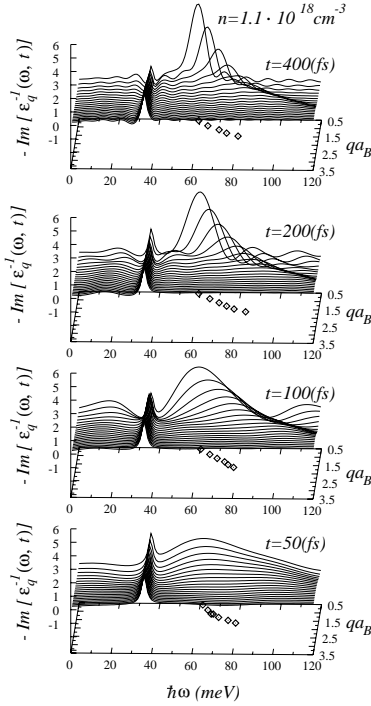 n=1.1 · 10^18 cm^-3
t=400(fs)
- Im [ ε_q^-1(ω, t) ]
6
5
4
3
2
1
0
-1
0.5
1.5
2.5
3.5
qa_B
0 20 40 60 80 100 120
t=200(fs)
- Im [ ε_q^-1(ω, t) ]
6
5
4
3
2
1
0
-1
0.5
1.5
2.5
3.5
qa_B
0 20 40 60 80 100 120
t=100(fs)
- Im [ ε_q^-1(ω, t) ]
6
5
4
3
2
1
0
-1
0.5
1.5
2.5
3.5
qa_B
0 20 40 60 80 100 120
t=50(fs)
- Im [ ε_q^-1(ω, t) ]
6
5
4
3
2
1
0
-1
0.5
1.5
2.5
3.5
qa_B
0 20 40 60 80 100 120
ħω (meV)